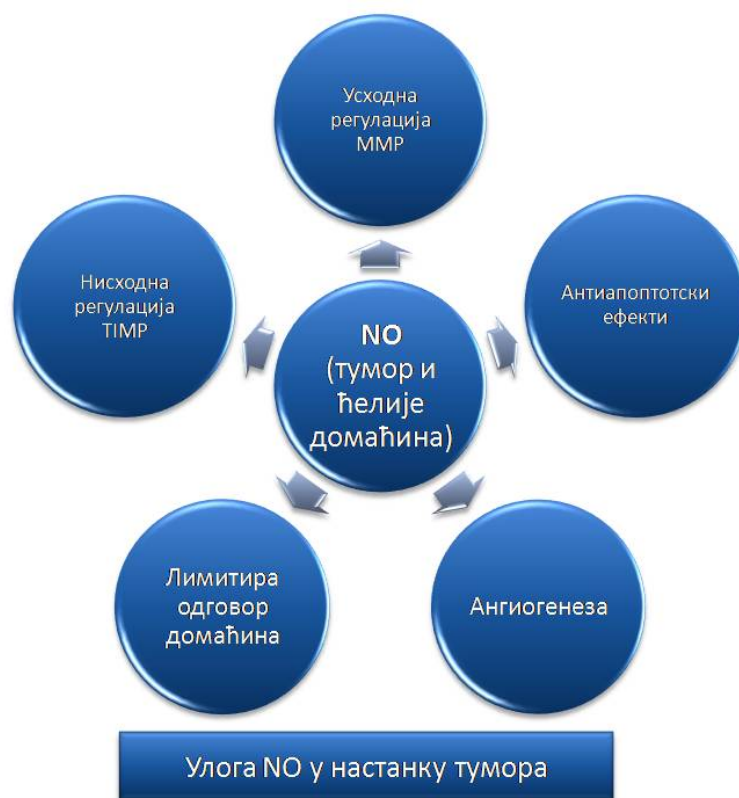 Усходна
регулација
MMP
Нисходна
регулација
TIMP
Антиапоптотски
ефекти
NO
(тумор и
ћелије
домаћина)
Лимитира
одговор
домаћина
Ангиогенеза
Улога NO у настанку тумора